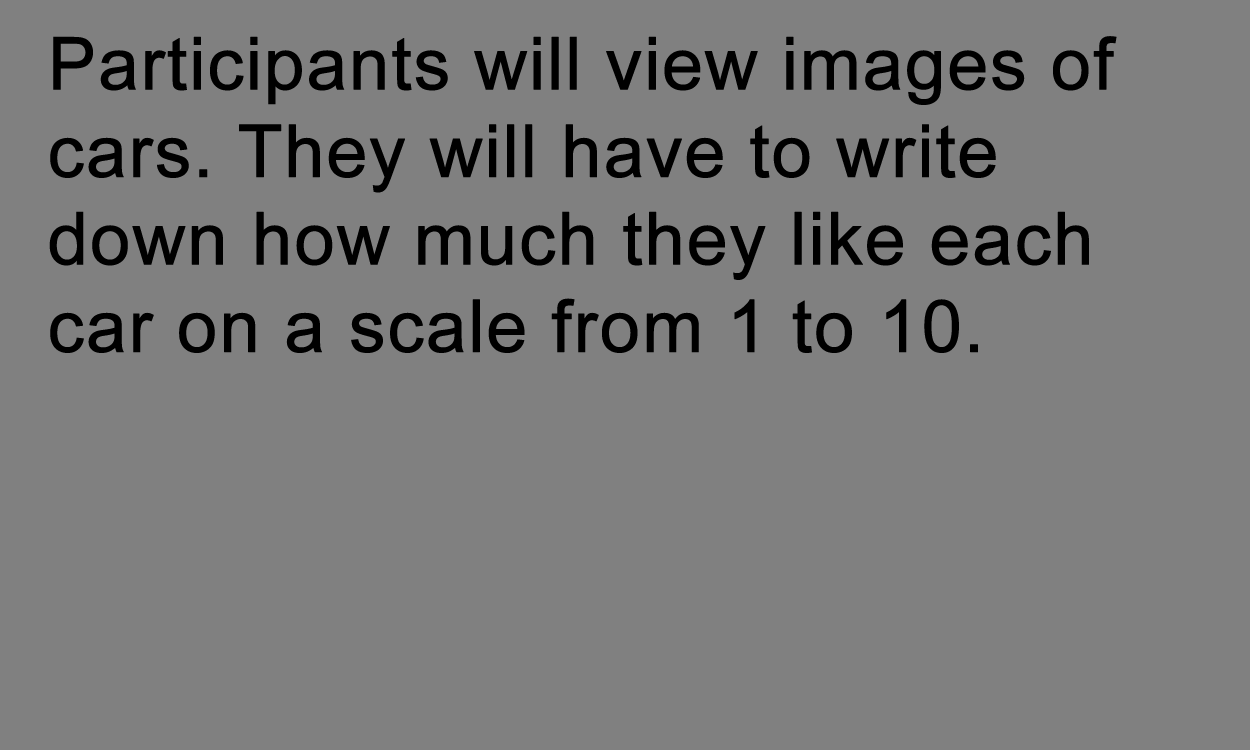 Participants will view images of
cars. They will have to write
down how much they like each
car on a scale from 1 to 10.